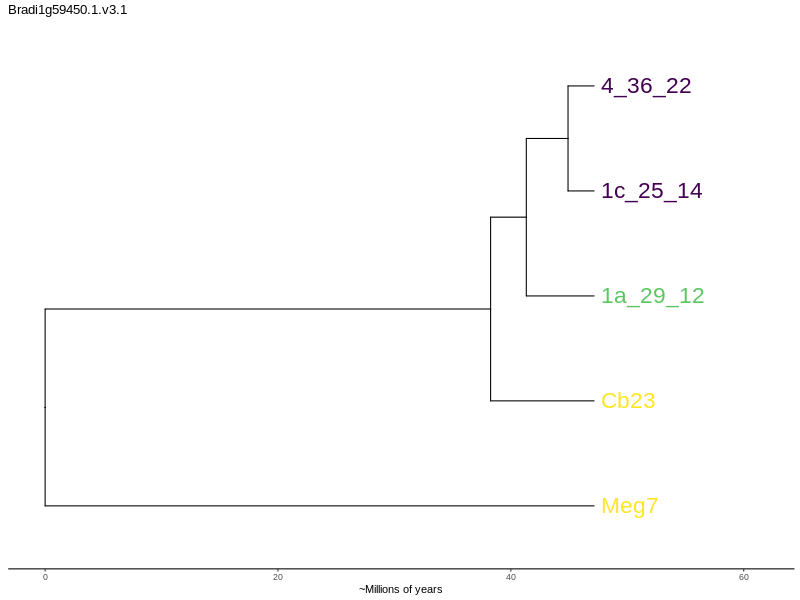 Bradi1g59450.1.v3.1
4_36_22
1c_25_14
1a_29_12
Cb23
Meg7
0 20 40 60
~Millions of years